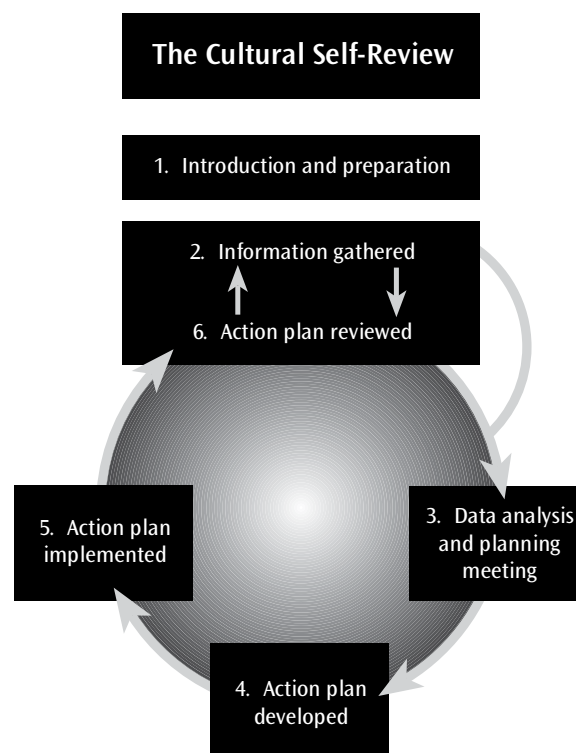 The Cultural Self-Review
1. Introduction and preparation
2. Information gathered
6. Action plan reviewed
3. Data analysis
and planning
meeting
5. Action plan
implemented
4. Action plan
developed